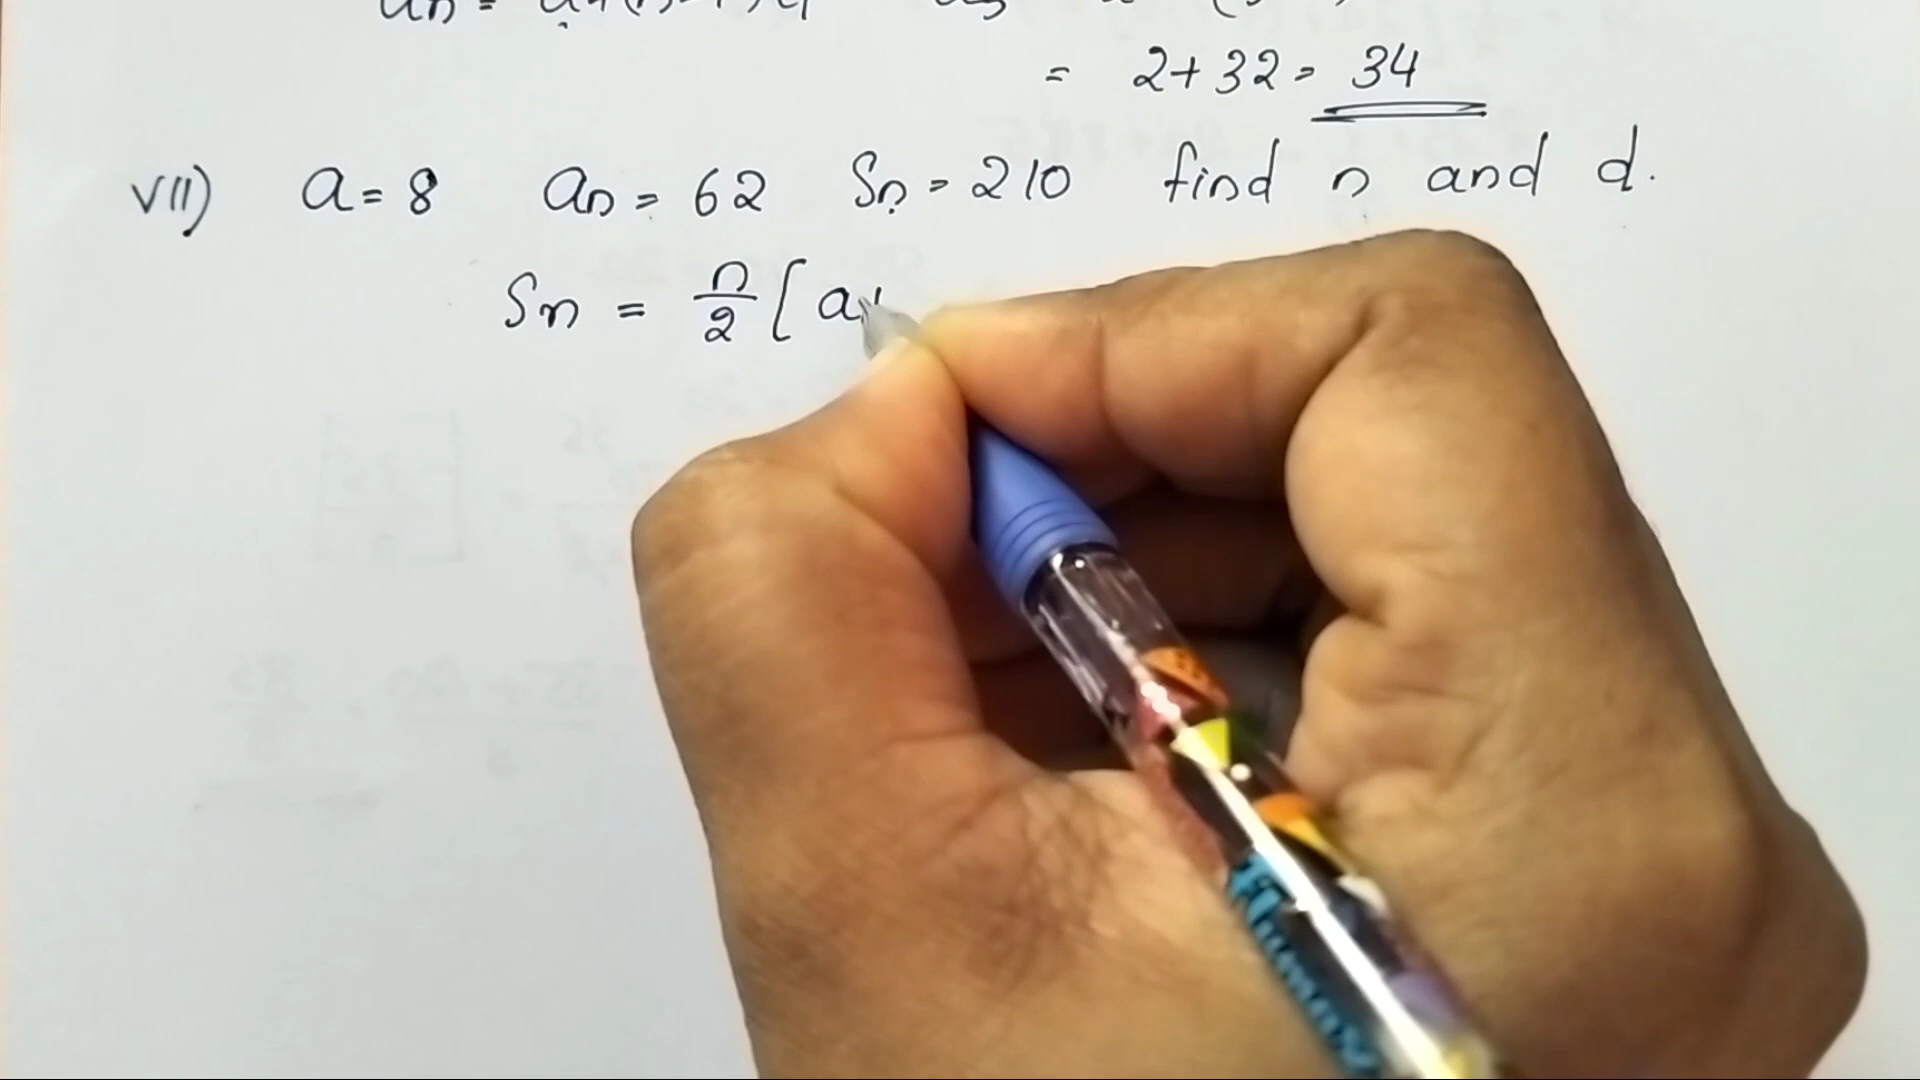 = 2+32= 34
VII) a=8 an = 62 Sn = 210 find n and d.
Sn = n/2 [a+